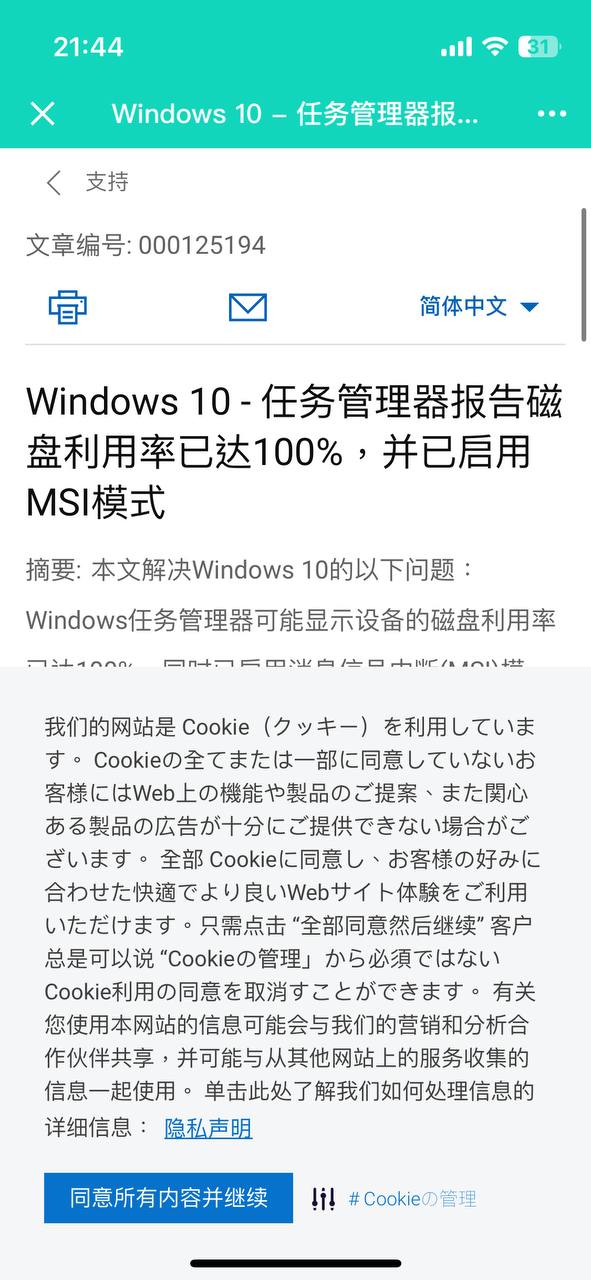 21:44
31
Windows 10 – 任务管理器报...
支持
文章编号: 000125194
简体中文
Windows 10 - 任务管理器报告磁
盘利用率已达100%，并已启用
MSI模式
摘要: 本文解决Windows 10的以下问题：
Windows任务管理器可能显示设备的磁盘利用率
已达100%，同时已启用消息信号中断(MSI)模
我们的网站是 Cookie（クッキー）を利用していま
す。 Cookieの全てまたは一部に同意していないお
客様にはWeb上の機能や製品のご提案、また関心
ある製品の広告が十分にご提供できない場合がご
ざいます。 全部 Cookieに同意し、お客様の好みに
合わせた快適でより良いWebサイト体験をご利用
いただけます。只需点击 “全部同意然后继续” 客户
总是可以说 “Cookieの管理」から必須ではない
Cookie利用の同意を取消すことができます。 有关
您使用本网站的信息可能会与我们的营销和分析合
作伙伴共享，并可能与从其他网站上的服务收集的
信息一起使用。 单击此处了解我们如何处理信息的
详细信息： 隐私声明
同意所有内容并继续
# Cookieの管理